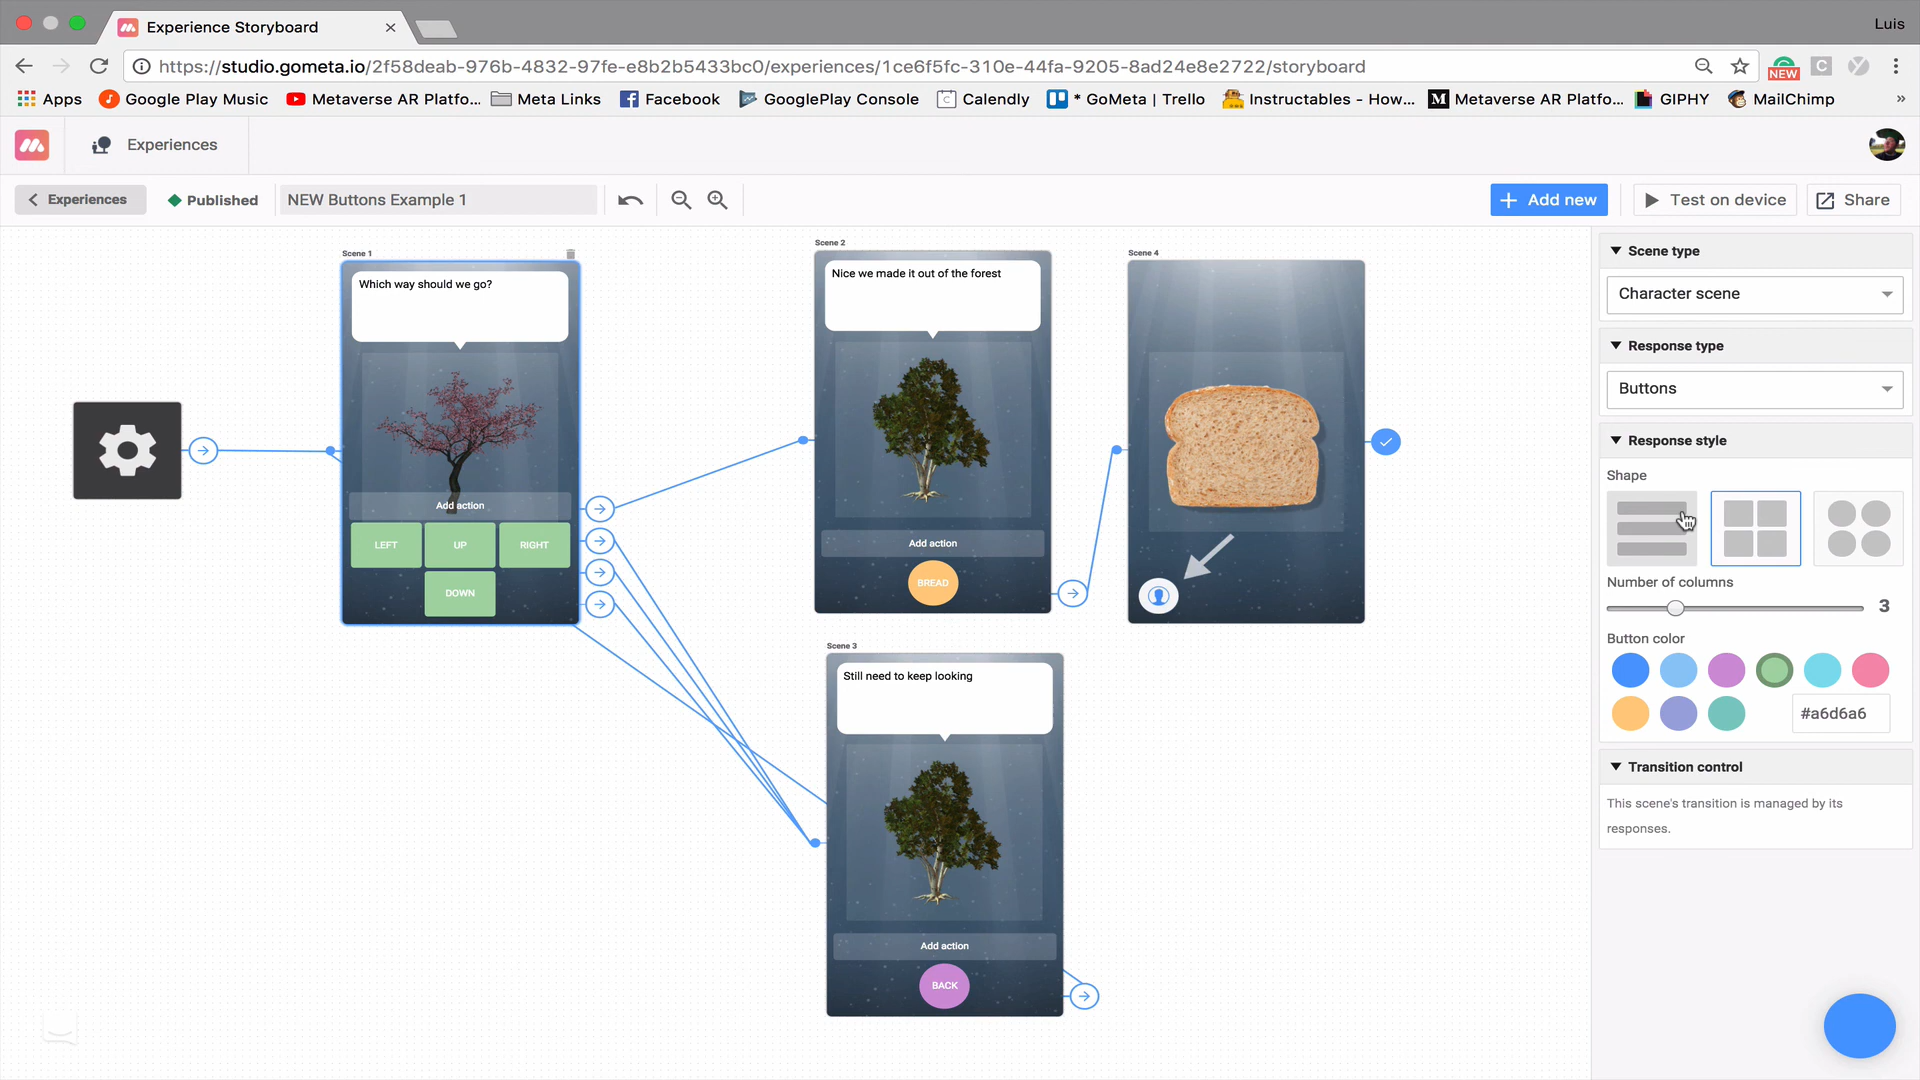 Experience Storyboard
Luis
https://studio.gometa.io/2f58deab-976b-4832-97fe-e8b2b5433bc0/experiences/1ce6f5fc-310e-44fa-9205-8ad24e8e2722/storyboard
NEW
C
Apps
Google Play Music
Metaverse AR Platfo...
Meta Links
Facebook
GooglePlay Console
Calendly
* GoMeta | Trello
Instructables - How...
Metaverse AR Platfo...
GIPHY
MailChimp
»
Experiences
Experiences
Published
NEW Buttons Example 1
Add new
Test on device
Share
Scene 1
Which way should we go?
Add action
LEFT
UP
RIGHT
DOWN
Scene 2
Nice we made it out of the forest
Add action
BREAD
Scene 4
Scene 3
Still need to keep looking
Add action
BACK
Scene type
Character scene
Response type
Buttons
Response style
Shape
Number of columns
3
Button color
#a6d6a6
Transition control
This scene's transition is managed by its
responses.